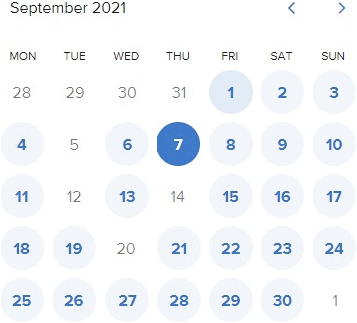 September 2021
MON TUE WED THU FRI SAT SUN
28 29 30 31 1 2 3
4 5 6 7 8 9 10
11 12 13 14 15 16 17
18 19 20 21 22 23 24
25 26 27 28 29 30 1